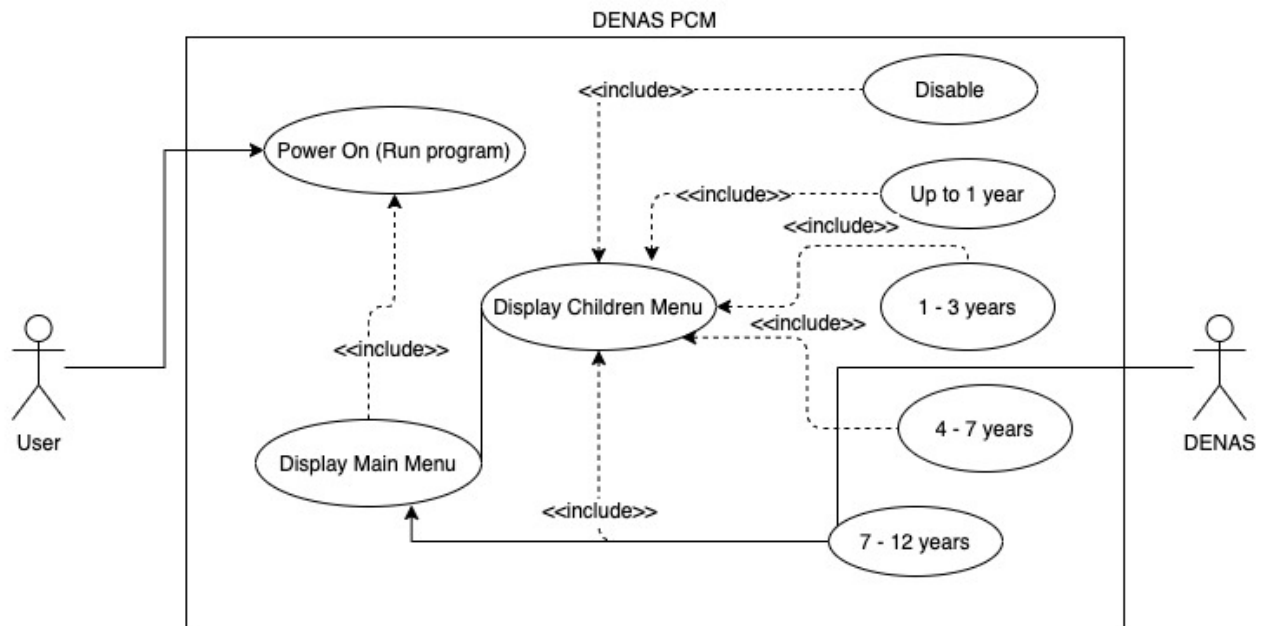 DENAS PCM
<<include>>
Disable
Power On (Run program)
<<include>>
Up to 1 year
<<include>>
Display Children Menu
1 - 3 years
<<include>>
<<include>>
User
4 - 7 years
DENAS
Display Main Menu
<<include>>
7 - 12 years